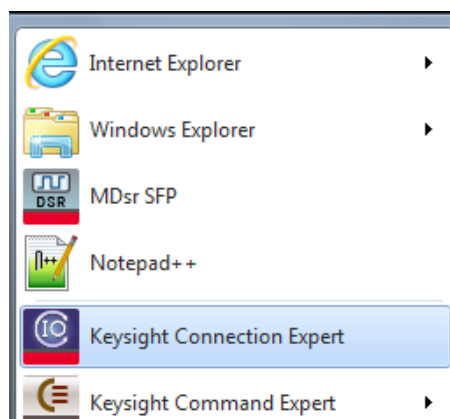 Internet Explorer
Windows Explorer
DSR
MDsr SFP
n++
Notepad++
IO
Keysight Connection Expert
Keysight Command Expert